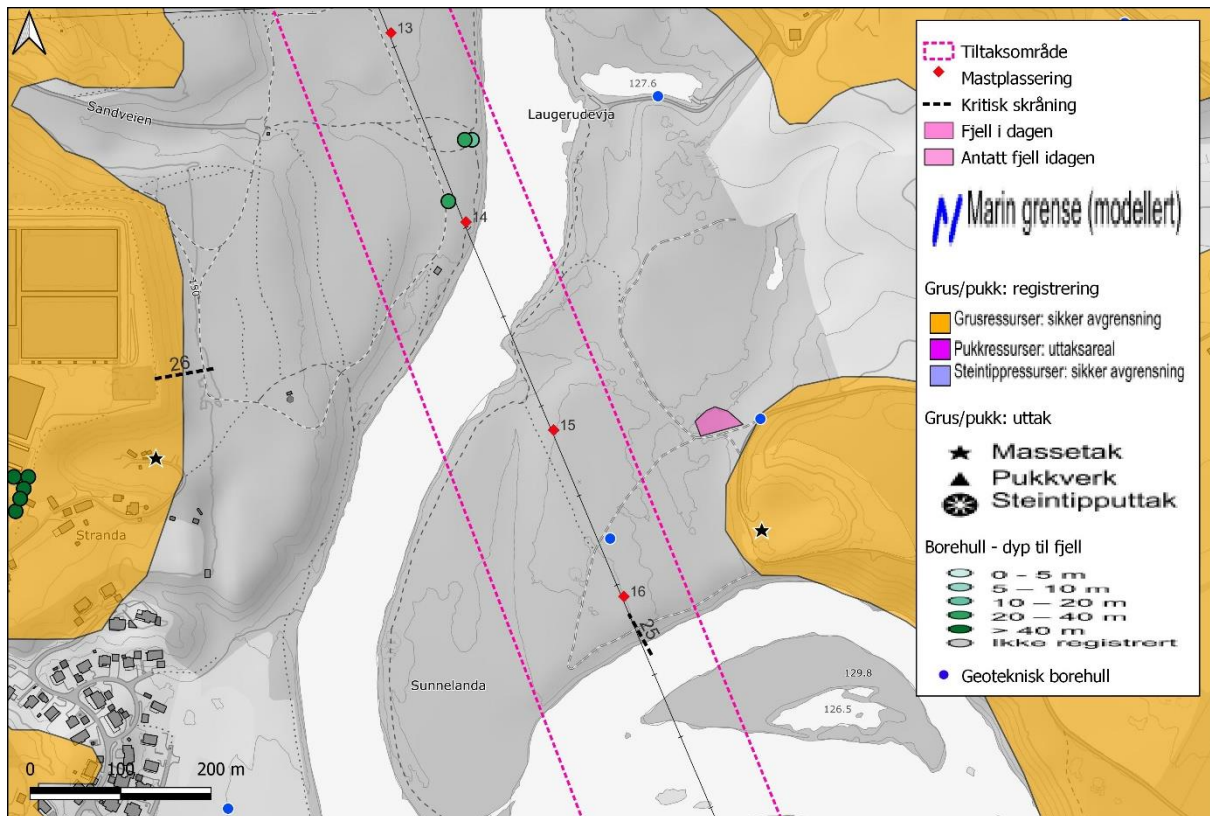 13
127.6
Laugerudevja
Sandveien
14
150
26
15
Stranda
16
25
Sunnelanda
129.8
126.5
0 100 200 m
Tiltaksområde
Mastplassering
Kritisk skråning
Fjell i dagen
Antatt fjell idagen
Marin grense (modellert)
Grus/pukk: registrering
Grusressurser: sikker avgrensning
Pukkressurser: uttaksareal
Steintippressurser: sikker avgrensning
Grus/pukk: uttak
Massetak
Pukkverk
Steintipputtak
Borehull - dyp til fjell
0 - 5 m
5 - 10 m
10 – 20 m
20 – 40 m
> 40 m
Ikke registrert
Geoteknisk borehull